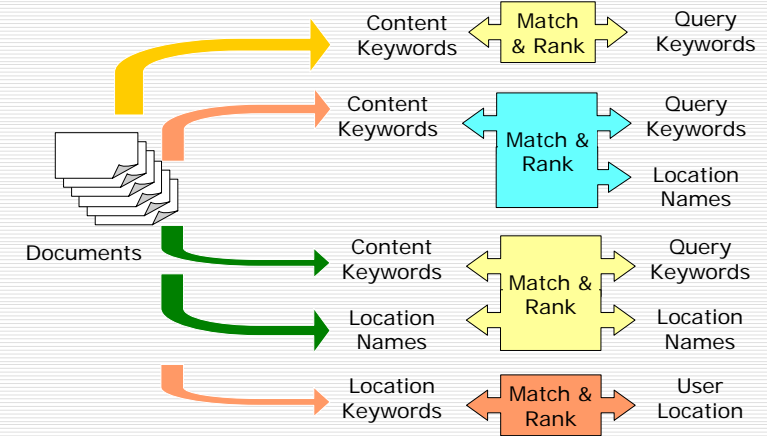 Content
Keywords
Match
& Rank
Query
Keywords
Content
Keywords
Match &
Rank
Query
Keywords
Location
Names
Documents
Content
Keywords
Location
Names
Match &
Rank
Query
Keywords
Location
Names
Location
Keywords
Match &
Rank
User
Location